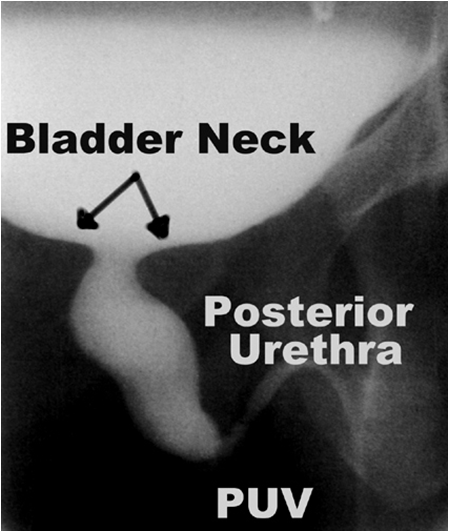 Bladder Neck
Posterior
Urethra
PUV